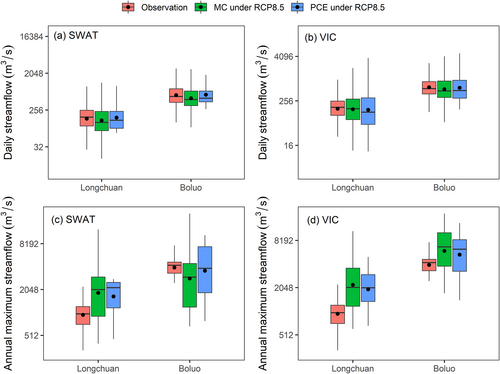 Observation MC under RCP8.5 PCE under RCP8.5
(a) SWAT
Daily streamflow (m³/s)
16384
2048
256
32
Longchuan Boluo
(b) VIC
Daily streamflow (m³/s)
4096
256
16
Longchuan Boluo
(c) SWAT
Annual maximum streamflow (m³/s)
8192
2048
512
Longchuan Boluo
(d) VIC
Annual maximum streamflow (m³/s)
8192
2048
512
Longchuan Boluo